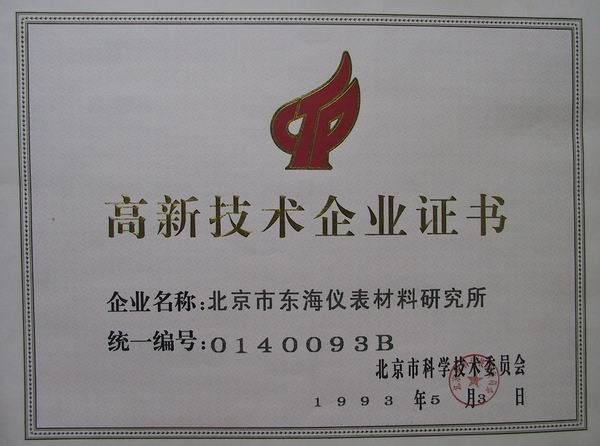 高新技术企业证书
企业名称:北京市东海仪表材料研究所
统一编号:0140093B
北京市科学技术委员会
1993年5月3日